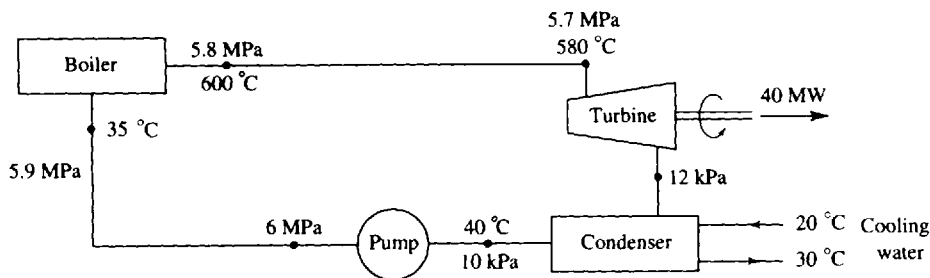 5.7 MPa
5.8 MPa
580 °C
Boiler
600 °C
40 MW
Turbine
35 °C
5.9 MPa
12 kPa
6 MPa
Pump
40 °C
10 kPa
Condenser
20 °C
30 °C
Cooling
water